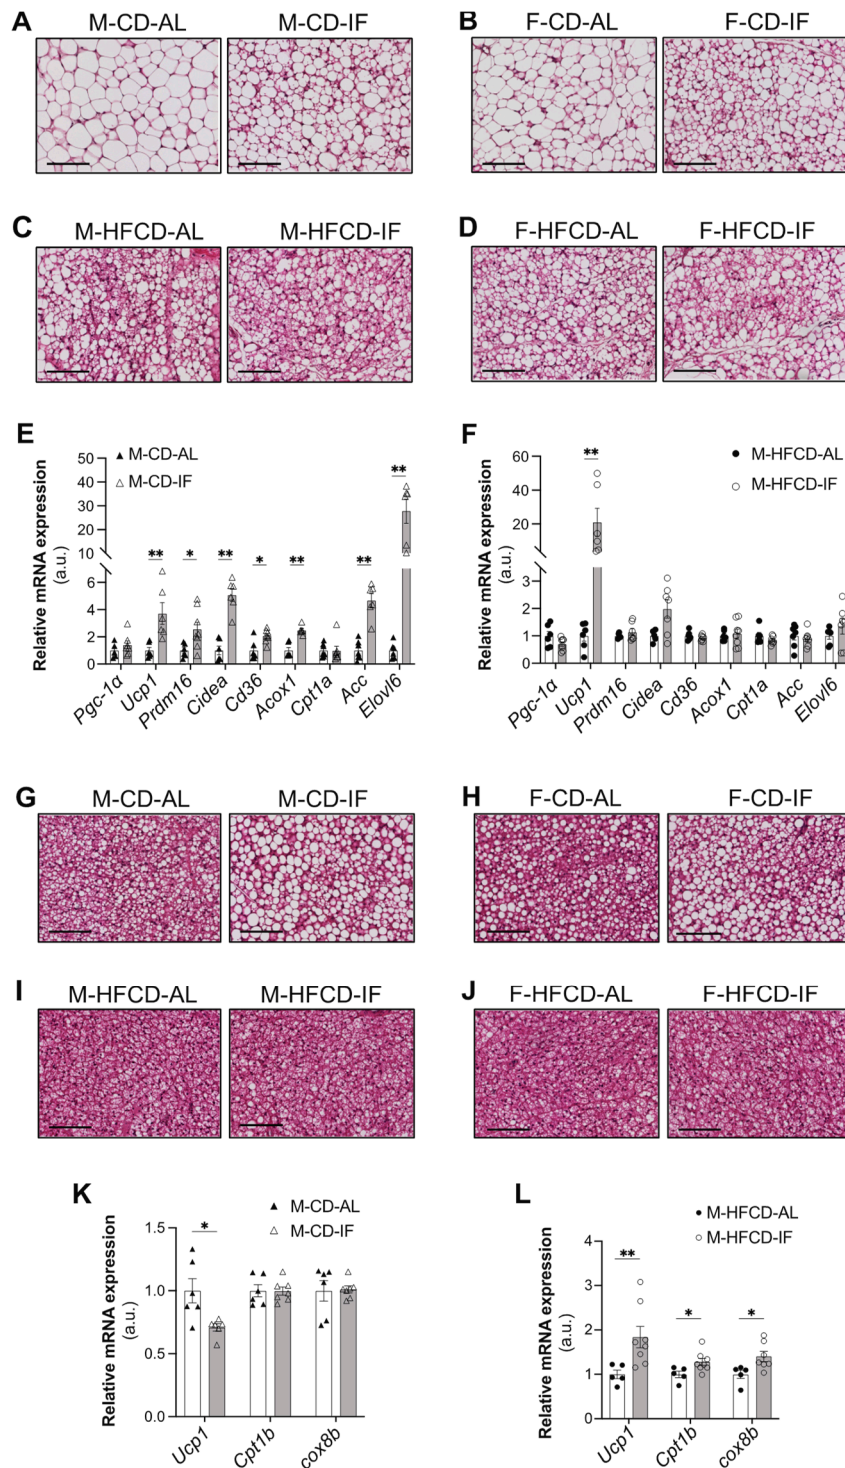 A M-CD-AL M-CD-IF
B F-CD-AL F-CD-IF
C M-HFCD-AL M-HFCD-IF
D F-HFCD-AL F-HFCD-IF
E
▲ M-CD-AL
△ M-CD-IF
Relative mRNA expression
(a.u.)
50
40
30
20
10
6
4
2
0
** * ** * ** ** **
Pgc-1α Ucp1 Prdm16 Cidea Cd36 Acox1 Cpt1a Acc Elovl6
F
● M-HFCD-AL
○ M-HFCD-IF
Relative mRNA expression
(a.u.)
60
40
20
3
2
1
0
**
Pgc-1α Ucp1 Prdm16 Cidea Cd36 Acox1 Cpt1a Acc Elovl6
G M-CD-AL M-CD-IF
H F-CD-AL F-CD-IF
I M-HFCD-AL M-HFCD-IF
J F-HFCD-AL F-HFCD-IF
K
▲ M-CD-AL
△ M-CD-IF
Relative mRNA expression
(a.u.)
1.5
1.0
0.5
0.0
*
Ucp1 Cpt1b cox8b
L
● M-HFCD-AL
○ M-HFCD-IF
Relative mRNA expression
(a.u.)
4
3
2
1
0
** * *
Ucp1 Cpt1b cox8b